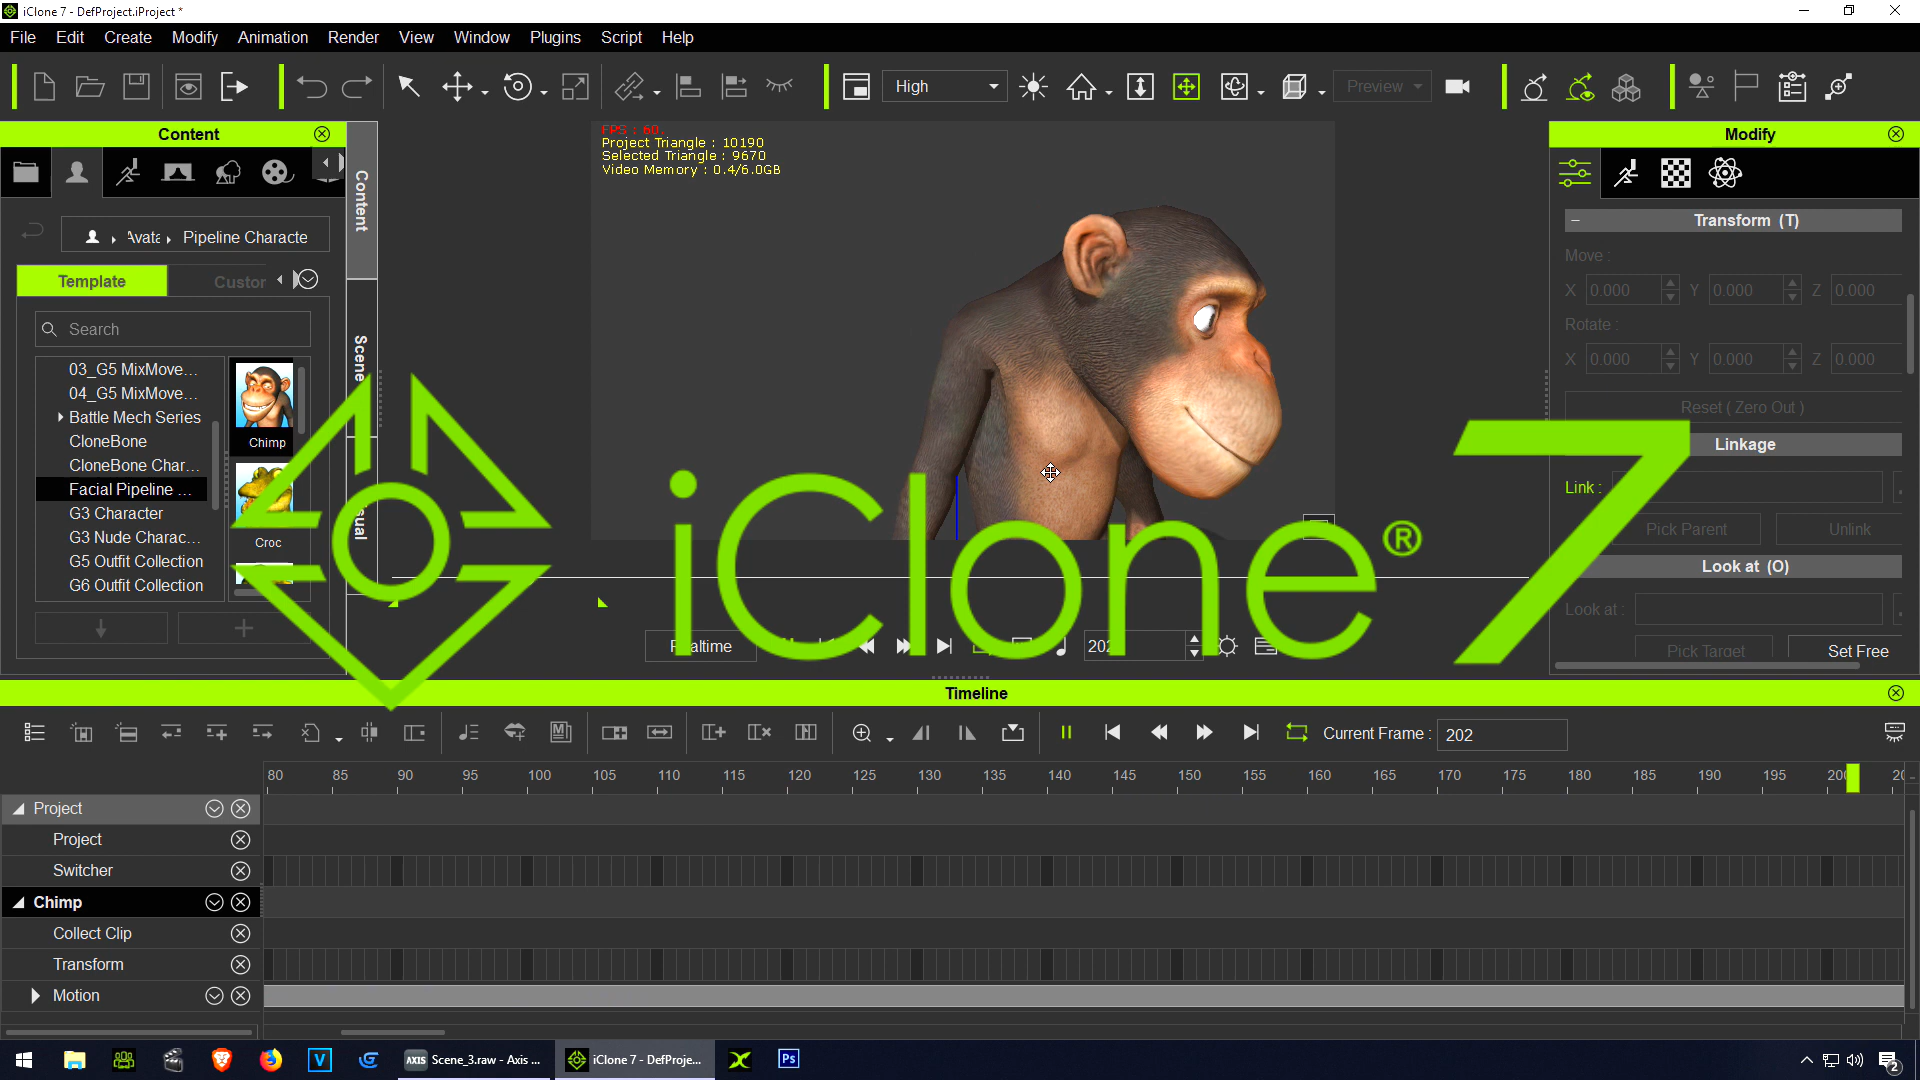 iClone 7 - DefProject.iProject *
File Edit Create Modify Animation Render View Window Plugins Script Help
High
Preview
Content
FPS : 60.
Project Triangle : 10190
Selected Triangle : 9670
Video Memory : 0.4/6.0GB
Modify
Content
Scene
Pipeline Characte
Template
Custor
Search
03_G5 MixMove...
04_G5 MixMove...
Battle Mech Series
CloneBone
CloneBone Char...
Facial Pipeline ...
G3 Character
G3 Nude Charac...
G5 Outfit Collection
G6 Outfit Collection
Chimp
Croc
Transform (T)
Move :
X 0.000 Y 0.000 Z 0.000
Rotate :
X 0.000 Y 0.000 Z 0.000
Reset ( Zero Out )
Linkage
Link :
Pick Parent Unlink
Look at (O)
Look at :
Pick Target Set Free
iClone® 7
202
Timeline
Current Frame : 202
80 85 90 95 100 105 110 115 120 125 130 135 140 145 150 155 160 165 170 175 180 185 190 195
Project
Project
Switcher
Chimp
Collect Clip
Transform
Motion
AXIS Scene_3.raw - Axis ...
iClone 7 - DefProje...
V
Ps
2